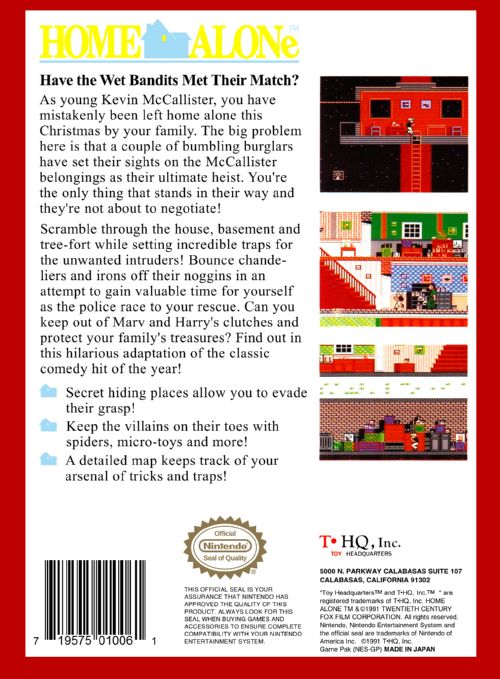 HOME ALONe™
Have the Wet Bandits Met Their Match?
As young Kevin McCallister, you have
mistakenly been left home alone this
Christmas by your family. The big problem
here is that a couple of bumbling burglars
have set their sights on the McCallister
belongings as their ultimate heist. You're
the only thing that stands in their way and
they're not about to negotiate!
Scramble through the house, basement and
tree-fort while setting incredible traps for
the unwanted intruders! Bounce chande-
liers and irons off their noggins in an
attempt to gain valuable time for yourself
as the police race to your rescue. Can you
keep out of Marv and Harry's clutches and
protect your family's treasures? Find out in
this hilarious adaptation of the classic
comedy hit of the year!
Secret hiding places allow you to evade
their grasp!
Keep the villains on their toes with
spiders, micro-toys and more!
A detailed map keeps track of your
arsenal of tricks and traps!
7 19575 01006 1
Official
Nintendo®
Seal of Quality
THIS OFFICIAL SEAL IS YOUR
ASSURANCE THAT NINTENDO HAS
APPROVED THE QUALITY OF THIS
PRODUCT. ALWAYS LOOK FOR THIS
SEAL WHEN BUYING GAMES AND
ACCESSORIES TO ENSURE COMPLETE
COMPATIBILITY WITH YOUR NINTENDO
ENTERTAINMENT SYSTEM.
T•HQ, Inc.
TOY HEADQUARTERS
5000 N. PARKWAY CALABASAS SUITE 107
CALABASAS, CALIFORNIA 91302
"Toy Headquarters™ and T•HQ, Inc.™ " are
registered trademarks of T•HQ, Inc. HOME
ALONE TM & ©1991 TWENTIETH CENTURY
FOX FILM CORPORATION. All rights reserved.
Nintendo, Nintendo Entertainment System and
the official seal are trademarks of Nintendo of
America Inc. ©1991 T•HQ, Inc.
Game Pak (NES-GP) MADE IN JAPAN